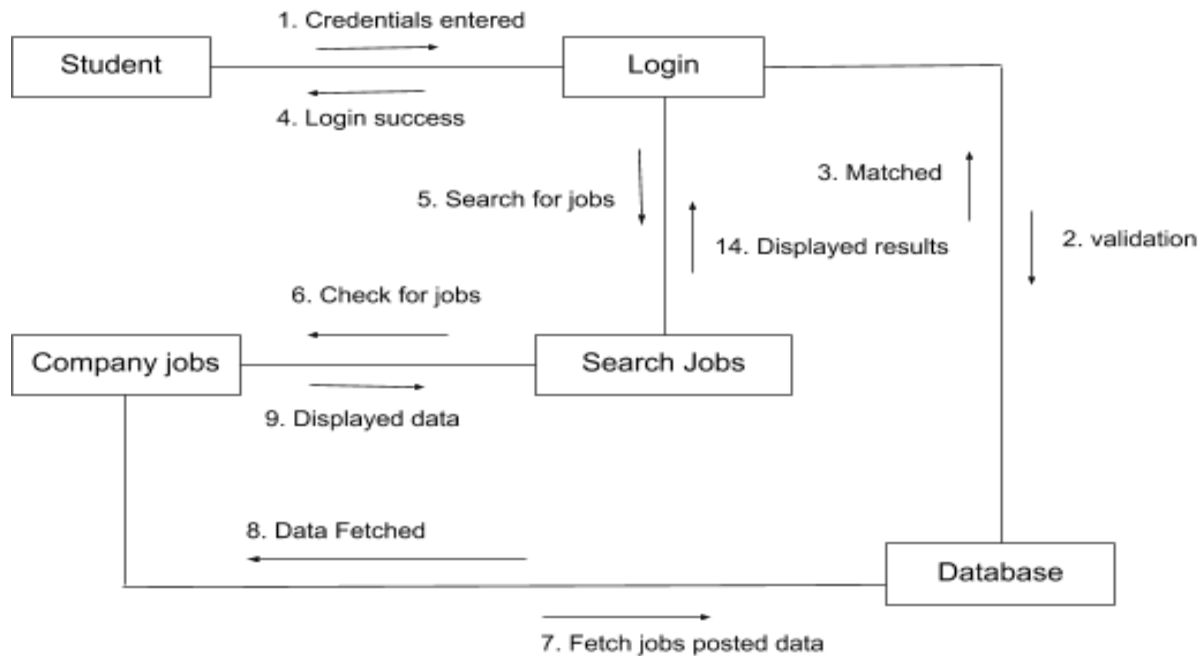 1. Credentials entered
Student
Login
4. Login success
3. Matched
5. Search for jobs
2. validation
14. Displayed results
6. Check for jobs
Company jobs
Search Jobs
9. Displayed data
8. Data Fetched
Database
7. Fetch jobs posted data